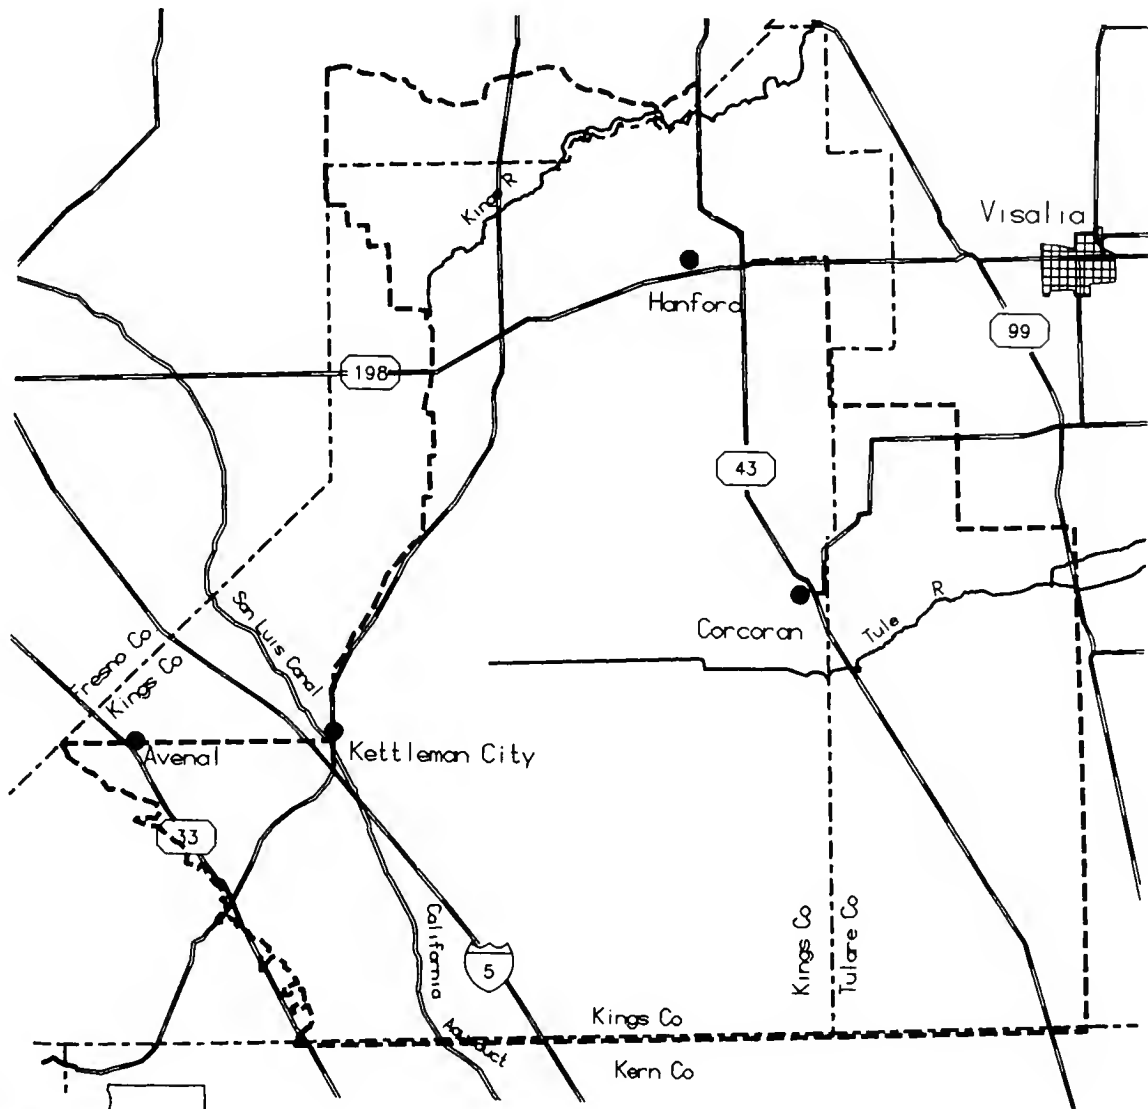 Kings R
Visalia
Hanford
99
198
43
San Luis Canal
R
Tule
Corcoran
Fresno Co
Kings Co
Avenal
Kettleman City
33
California
Aqueduct
5
Kings Co
Tulare Co
Kings Co
Kern Co